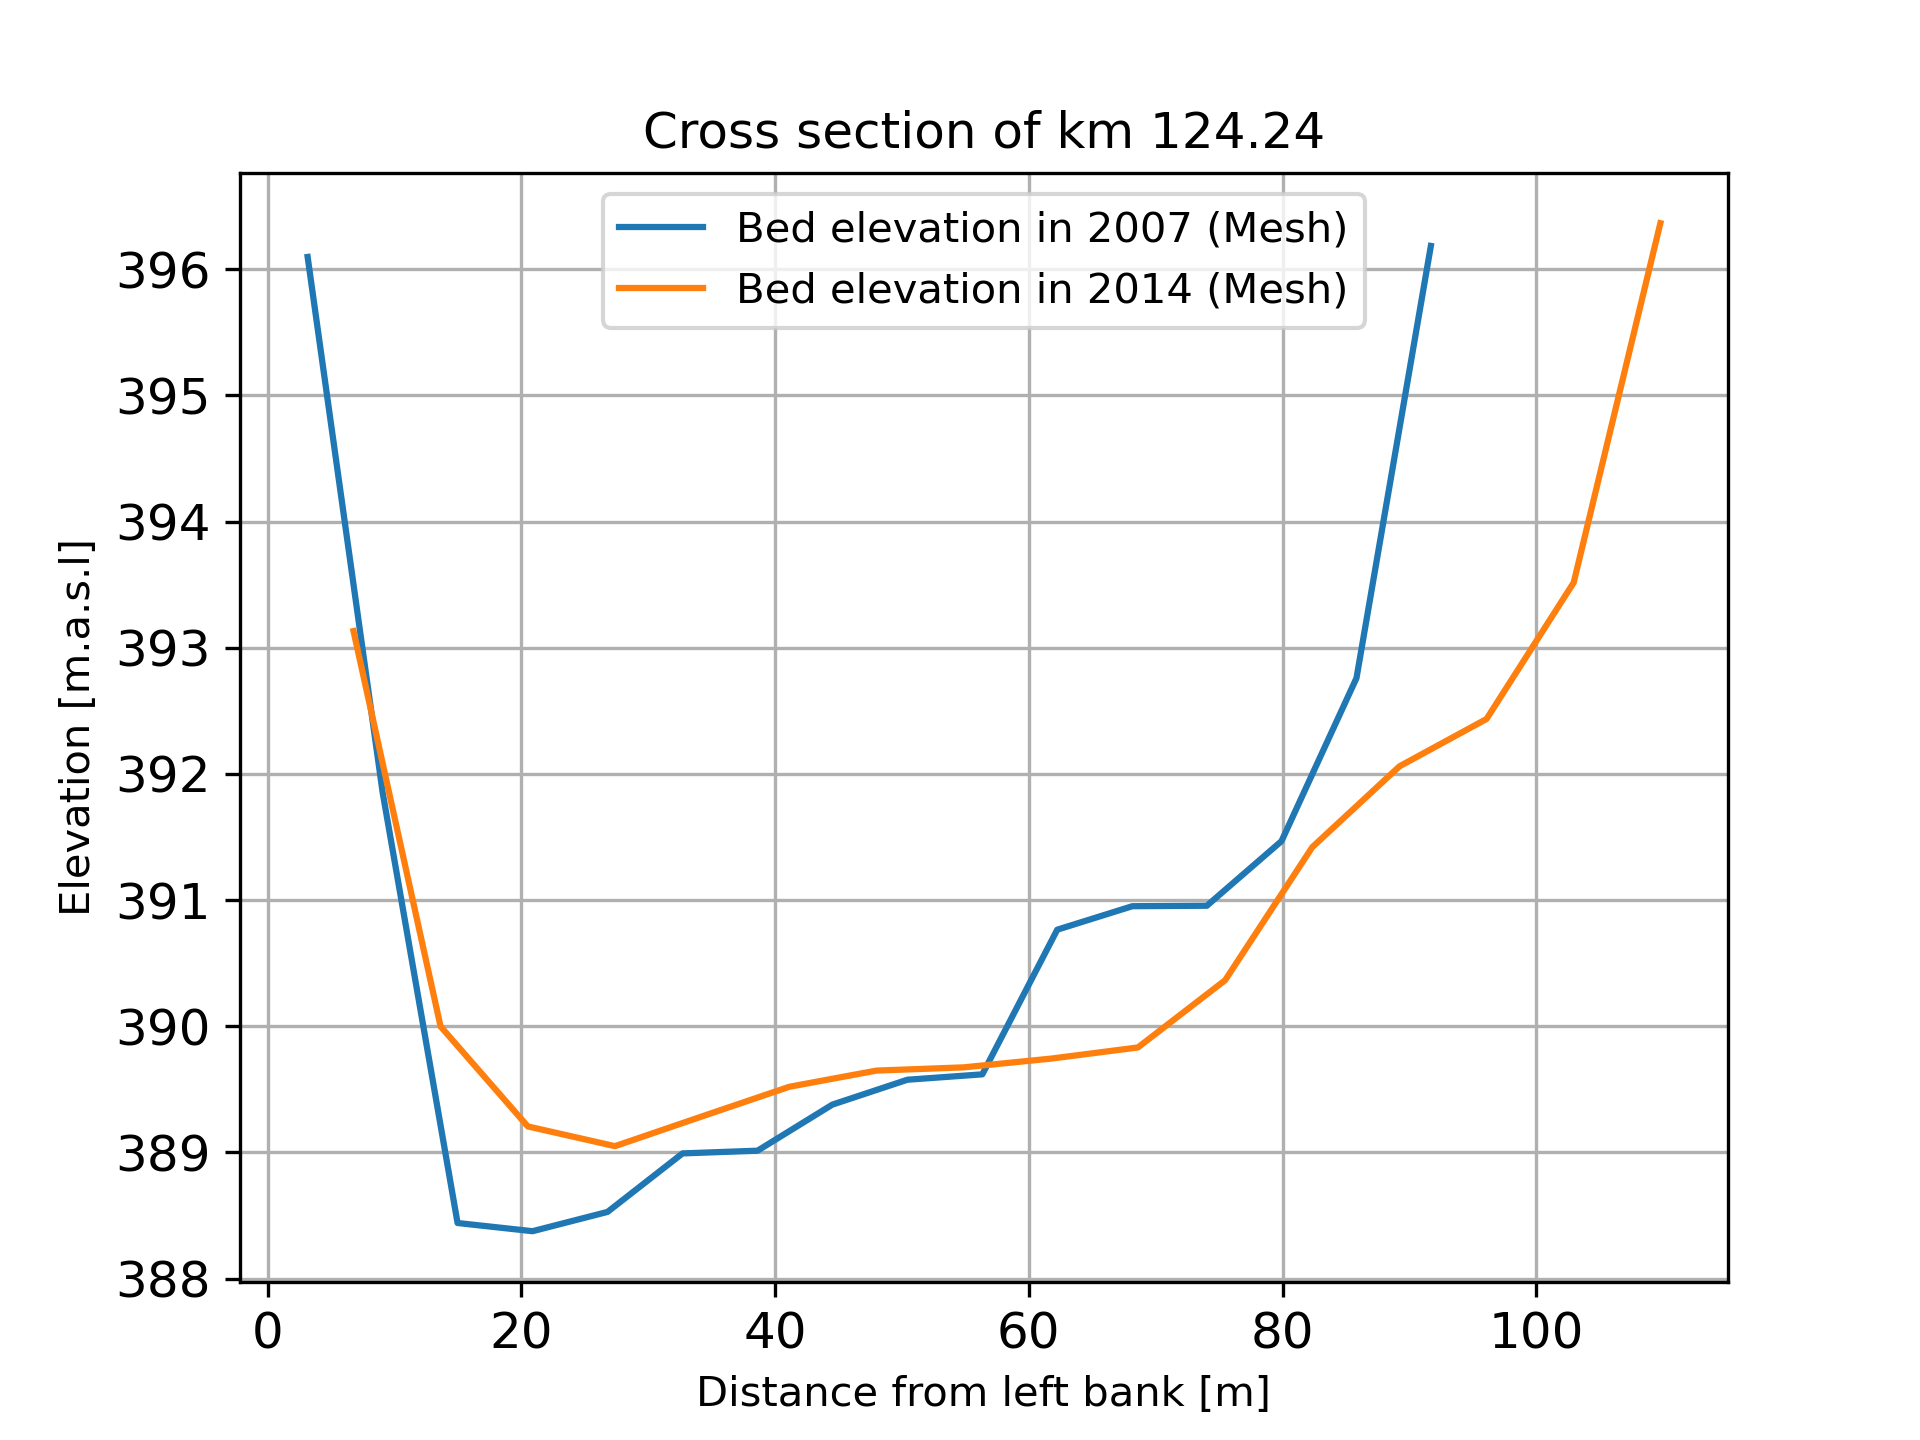 Cross section of km 124.24
Bed elevation in 2007 (Mesh)
Bed elevation in 2014 (Mesh)
396
395
394
393
392
391
390
389
388
Elevation [m.a.s.l]
0 20 40 60 80 100
Distance from left bank [m]